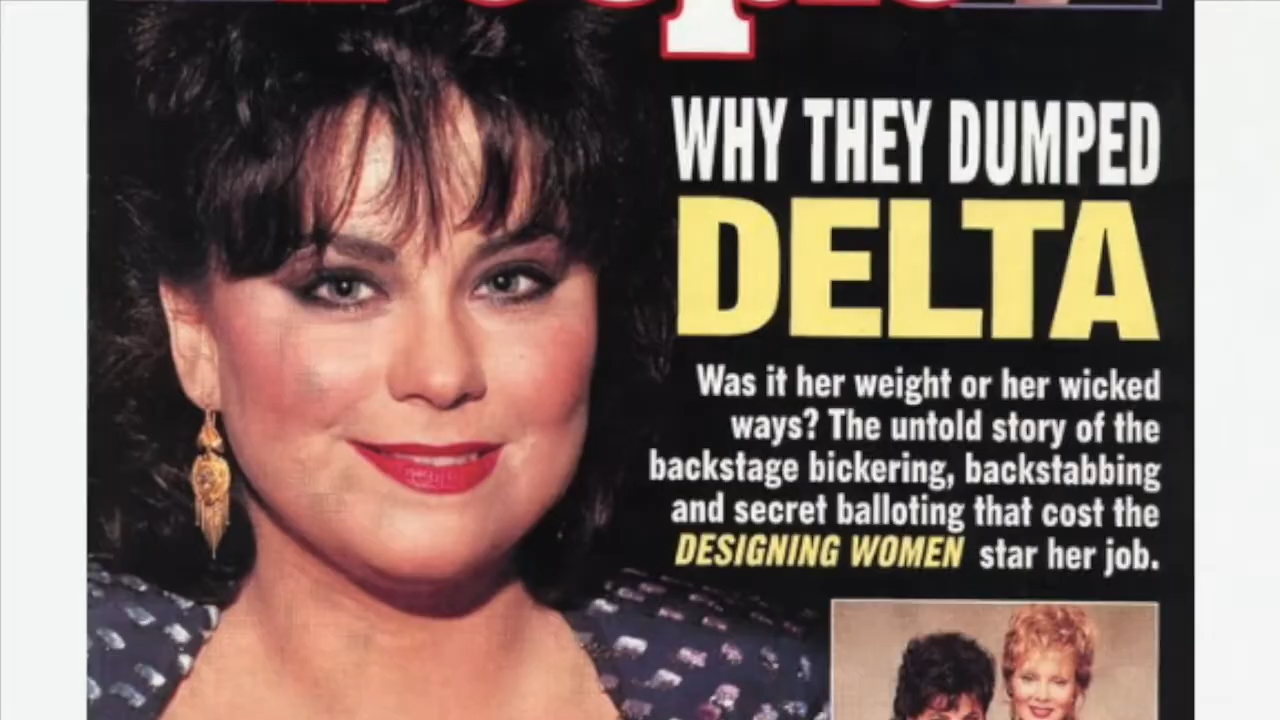 WHY THEY DUMPED
DELTA
Was it her weight or her wicked
ways? The untold story of the
backstage bickering, backstabbing
and secret balloting that cost the
DESIGNING WOMEN star her job.